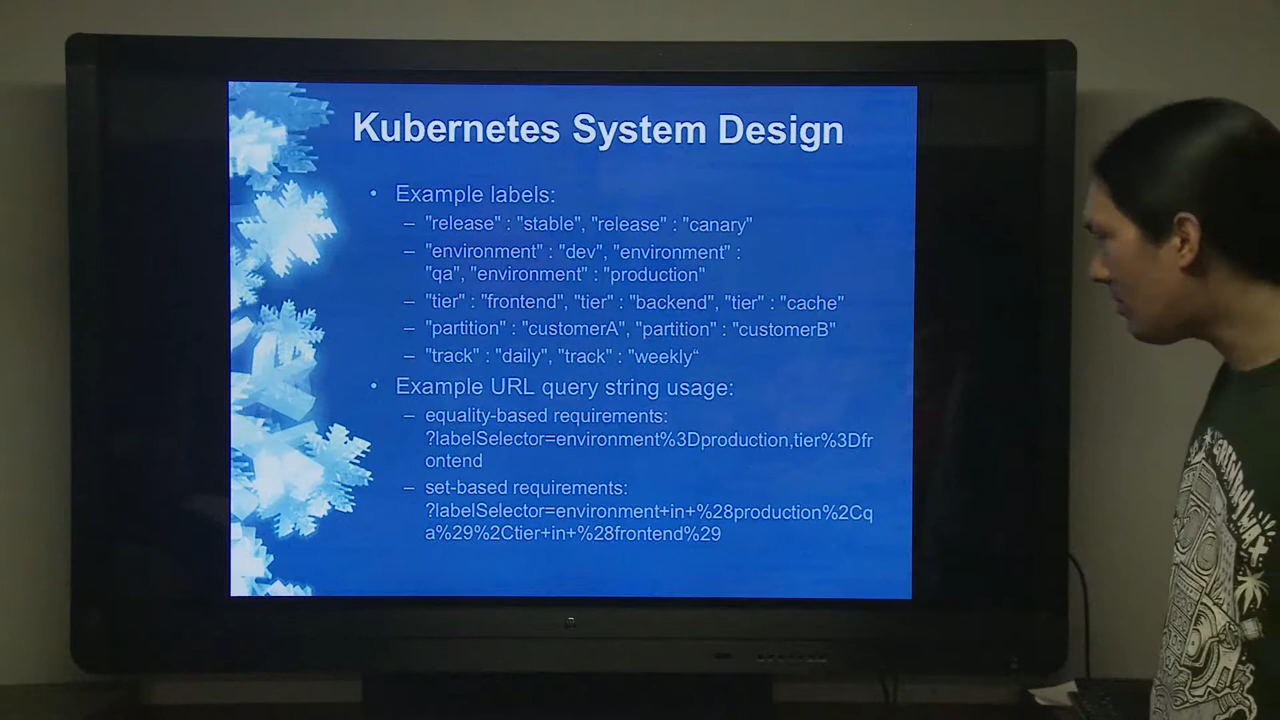 Kubernetes System Design
• Example labels:
– "release" : "stable", "release" : "canary"
– "environment" : "dev", "environment" :
"qa", "environment" : "production"
– "tier" : "frontend", "tier" : "backend", "tier" : "cache"
– "partition" : "customerA", "partition" : "customerB"
– "track" : "daily", "track" : "weekly“
• Example URL query string usage:
– equality-based requirements:
?labelSelector=environment%3Dproduction,tier%3Dfr
ontend
– set-based requirements:
?labelSelector=environment+in+%28production%2Cq
a%29%2Ctier+in+%28frontend%29